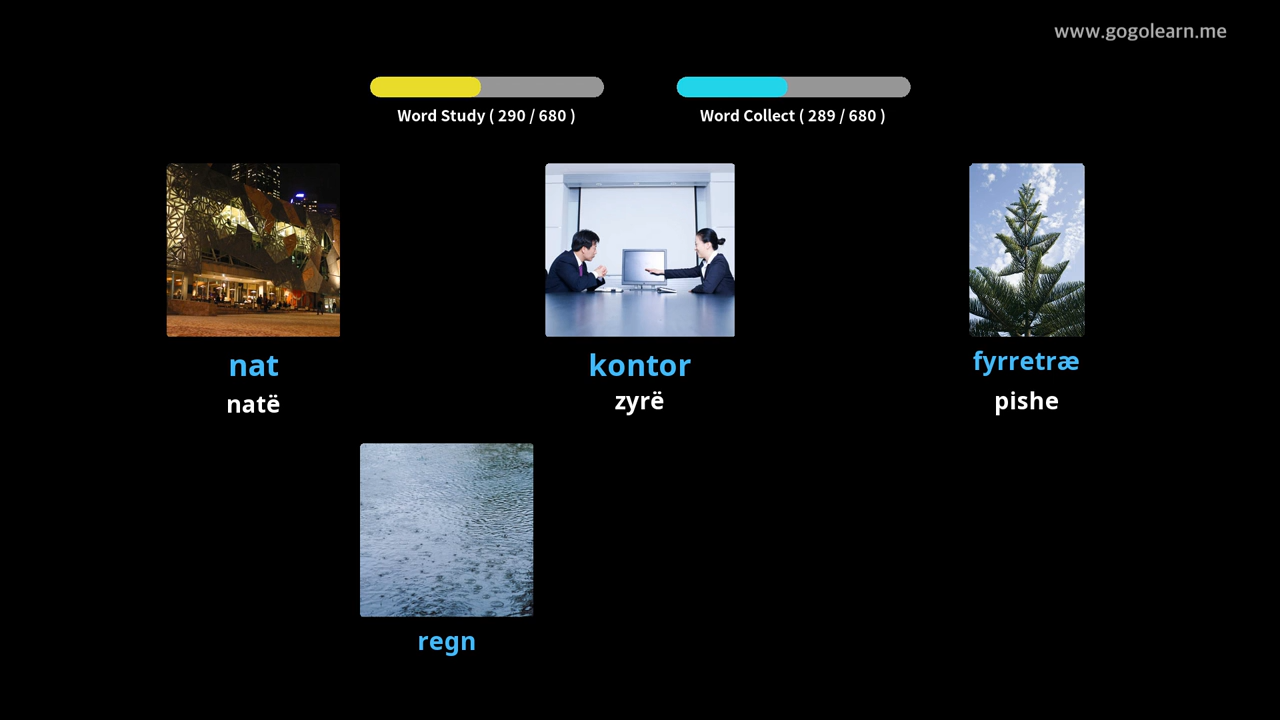 www.gogolearn.me
Word Study ( 290 / 680 )
Word Collect ( 289 / 680 )
nat
natë
kontor
zyrë
fyrretræ
pishe
regn